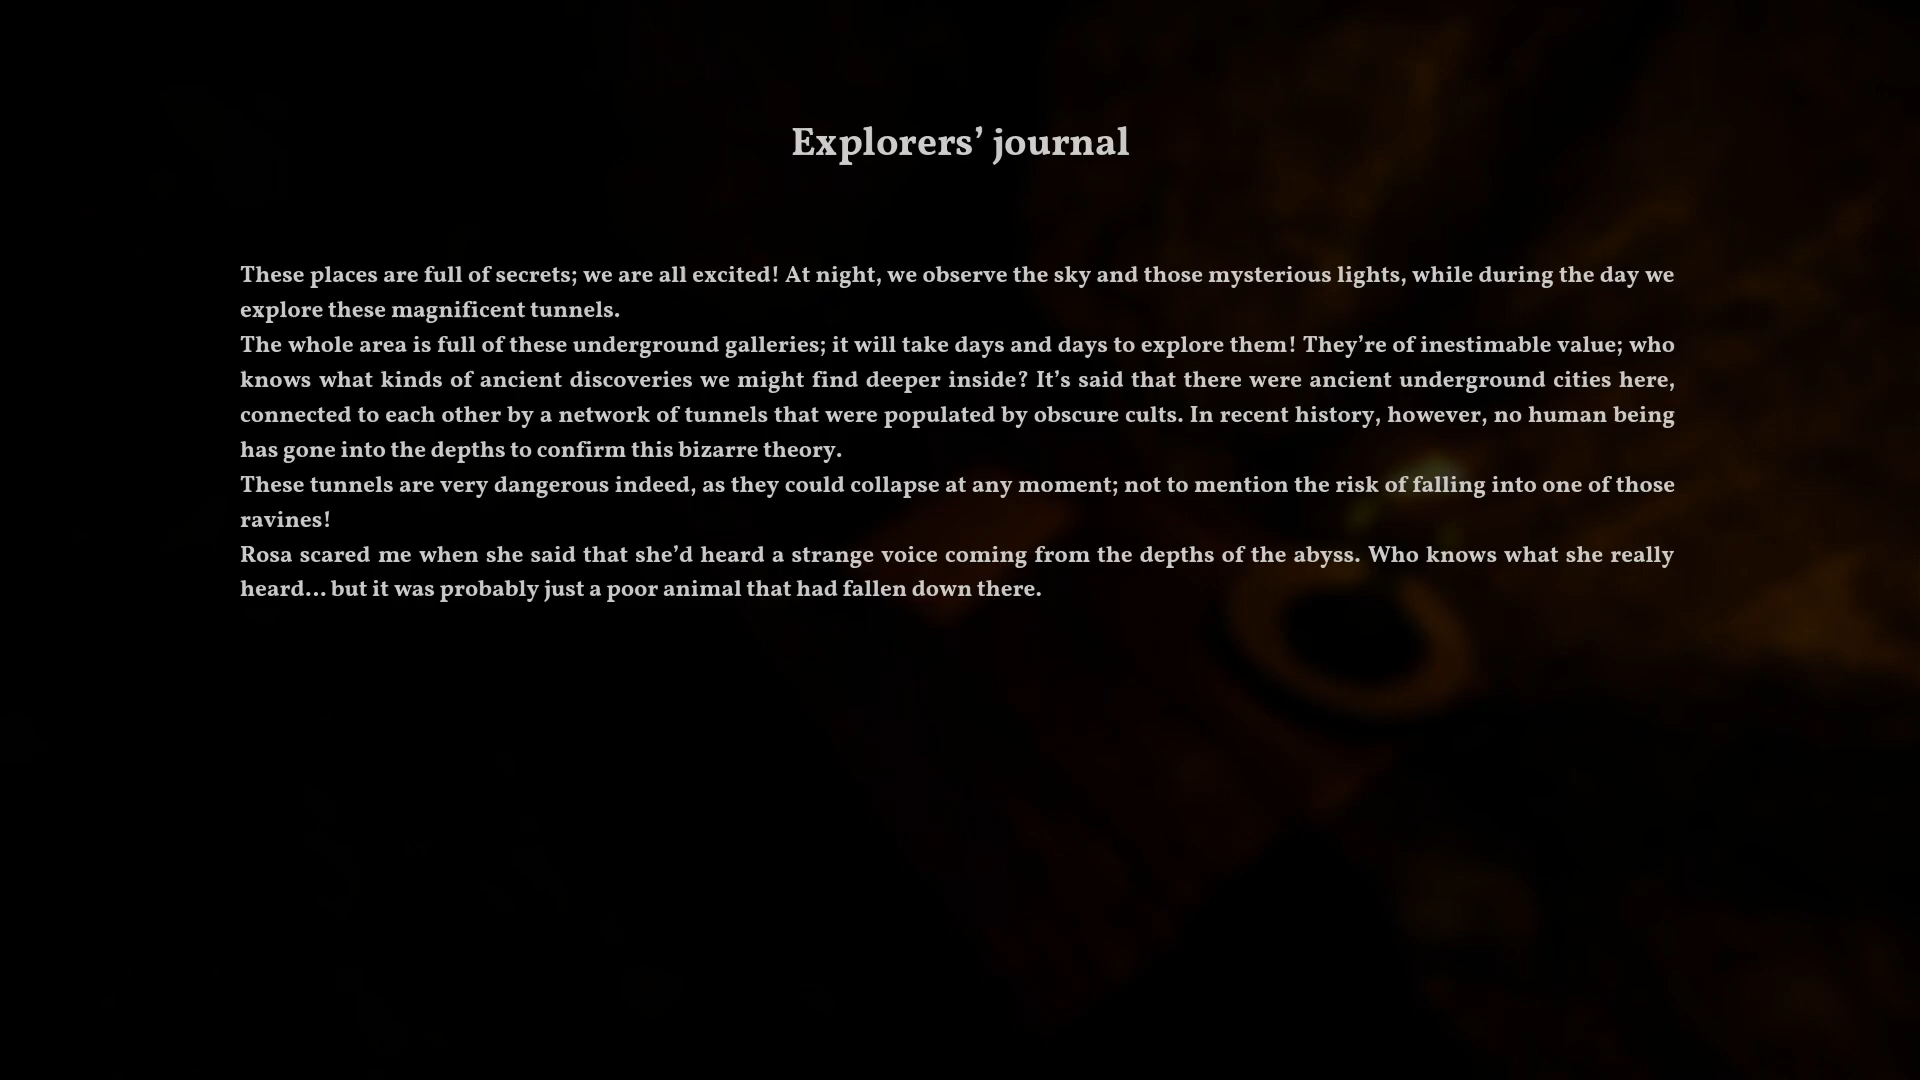 Explorers’ journal
These places are full of secrets; we are all excited! At night, we observe the sky and those mysterious lights, while during the day we
explore these magnificent tunnels.
The whole area is full of these underground galleries; it will take days and days to explore them! They’re of inestimable value; who
knows what kinds of ancient discoveries we might find deeper inside? It’s said that there were ancient underground cities here,
connected to each other by a network of tunnels that were populated by obscure cults. In recent history, however, no human being
has gone into the depths to confirm this bizarre theory.
These tunnels are very dangerous indeed, as they could collapse at any moment; not to mention the risk of falling into one of those
ravines!
Rosa scared me when she said that she’d heard a strange voice coming from the depths of the abyss. Who knows what she really
heard... but it was probably just a poor animal that had fallen down there.